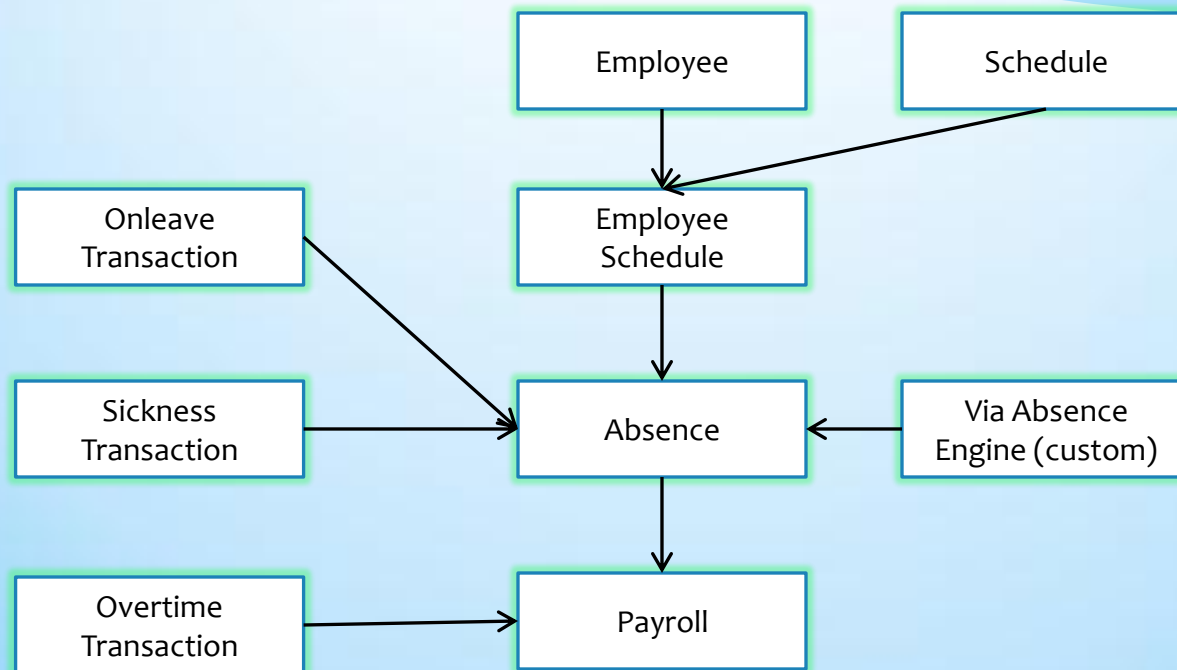 Employee
Schedule
Onleave
Transaction
Employee
Schedule
Sickness
Transaction
Absence
Via Absence
Engine (custom)
Overtime
Transaction
Payroll